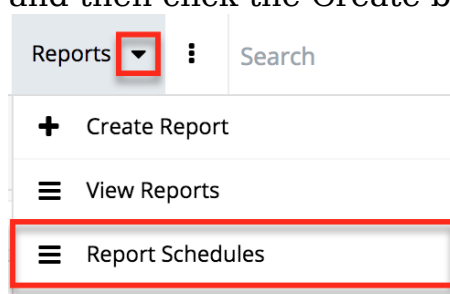 and then click the Create b
Reports Search
Create Report
View Reports
Report Schedules